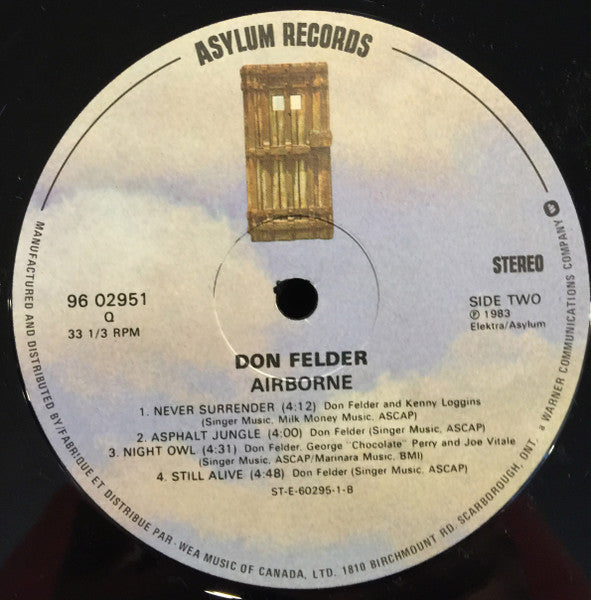 ASYLUM RECORDS
STEREO
96 02951
Q
33 1/3 RPM
SIDE TWO
℗ 1983
Elektra/Asylum
DON FELDER
AIRBORNE
1. NEVER SURRENDER (4:12) Don Felder and Kenny Loggins
(Singer Music, Milk Money Music, ASCAP)
2. ASPHALT JUNGLE (4:00) Don Felder (Singer Music, ASCAP)
3. NIGHT OWL (4:31) Don Felder, George "Chocolate" Perry and Joe Vitale
(Singer Music, ASCAP/Marinara Music, BMI)
4. STILL ALIVE (4:48) Don Felder (Singer Music, ASCAP)
ST-E-60295-1-B
MANUFACTURED AND DISTRIBUTED BY/FABRIQUE ET DISTRIBUE PAR - WEA MUSIC OF CANADA, LTD. 1810 BIRCHMOUNT RD. SCARBOROUGH, ONT. a WARNER COMMUNICATIONS COMPANY